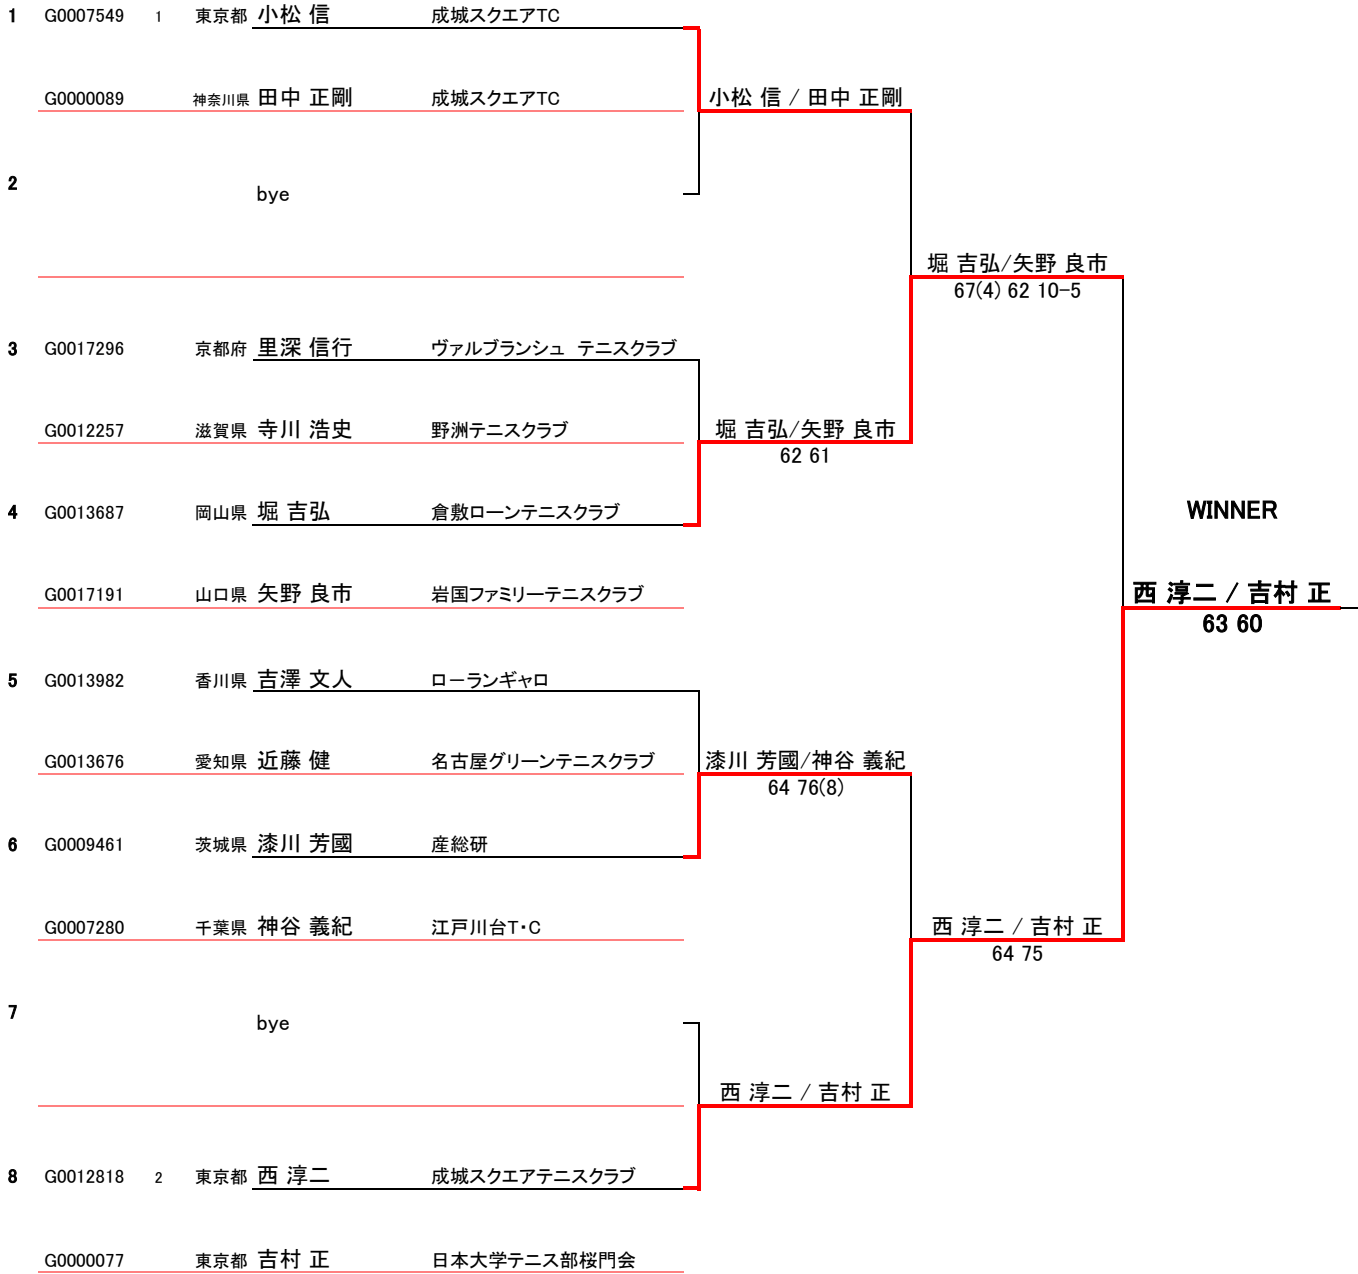 1 G0007549 1 東京都 小松 信 成城スクエアTC
G0000089 神奈川県 田中 正剛 成城スクエアTC 小松 信 / 田中 正剛
2 bye
堀 吉弘/矢野 良市
67(4) 62 10-5
3 G0017296 京都府 里深 信行 ヴァルブランシュ テニスクラブ
G0012257 滋賀県 寺川 浩史 野洲テニスクラブ 堀 吉弘/矢野 良市
62 61
4 G0013687 岡山県 堀 吉弘 倉敷ローンテニスクラブ WINNER
G0017191 山口県 矢野 良市 岩国ファミリーテニスクラブ 西 淳二 / 吉村 正
63 60
5 G0013982 香川県 吉澤 文人 ローランギャロ
G0013676 愛知県 近藤 健 名古屋グリーンテニスクラブ 漆川 芳國/神谷 義紀
64 76(8)
6 G0009461 茨城県 漆川 芳國 産総研
G0007280 千葉県 神谷 義紀 江戸川台T・C 西 淳二 / 吉村 正
64 75
7 bye
西 淳二 / 吉村 正
8 G0012818 2 東京都 西 淳二 成城スクエアテニスクラブ
G0000077 東京都 吉村 正 日本大学テニス部桜門会